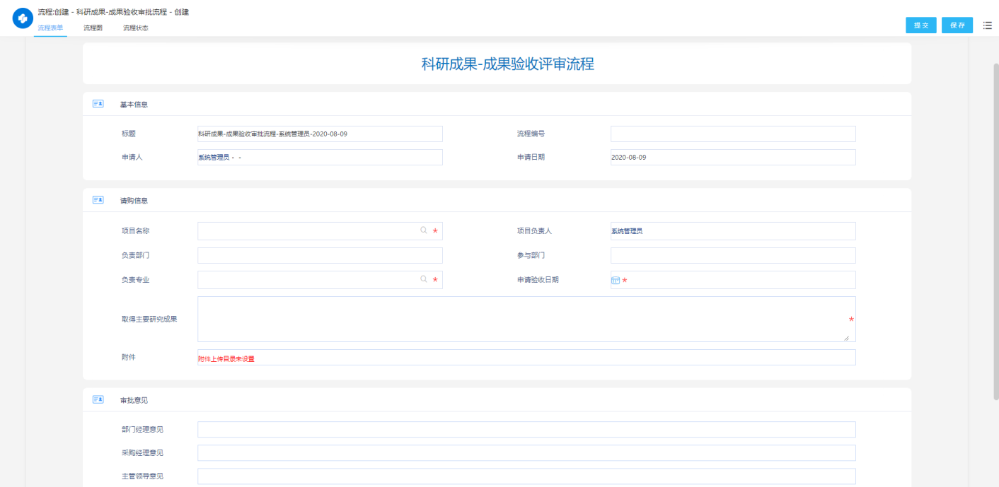 流程:创建 - 科研成果-成果验收审批流程 - 创建
流程表单 流程图 流程状态
提交 保存
科研成果-成果验收评审流程
基本信息
标题 科研成果-成果验收审批流程-系统管理员-2020-08-09 流程编号
申请人 系统管理员 - - 申请日期 2020-08-09
请购信息
项目名称 * 项目负责人 系统管理员
负责部门 参与部门
负责专业 * 申请验收日期 *
取得主要研究成果 *
附件 附件上传目录未设置
审批意见
部门经理意见
采购经理意见
主管领导意见